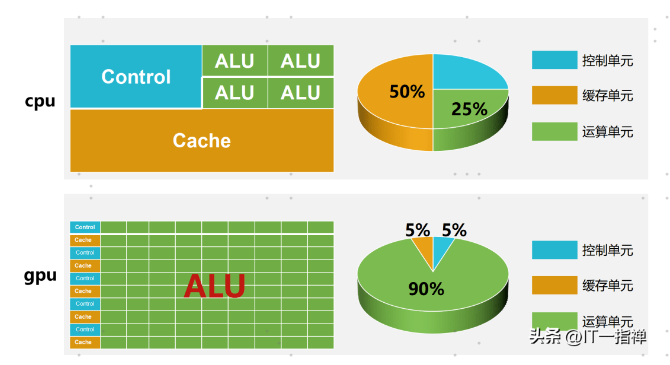 cpu
Control
ALU ALU
ALU ALU
Cache
50%
25%
控制单元
缓存单元
运算单元
gpu
Control
Cache
Control
Cache
Control
Cache
Control
Cache
Control
Cache
ALU
5% 5%
90%
控制单元
缓存单元
运算单元
头条 @IT一指禅